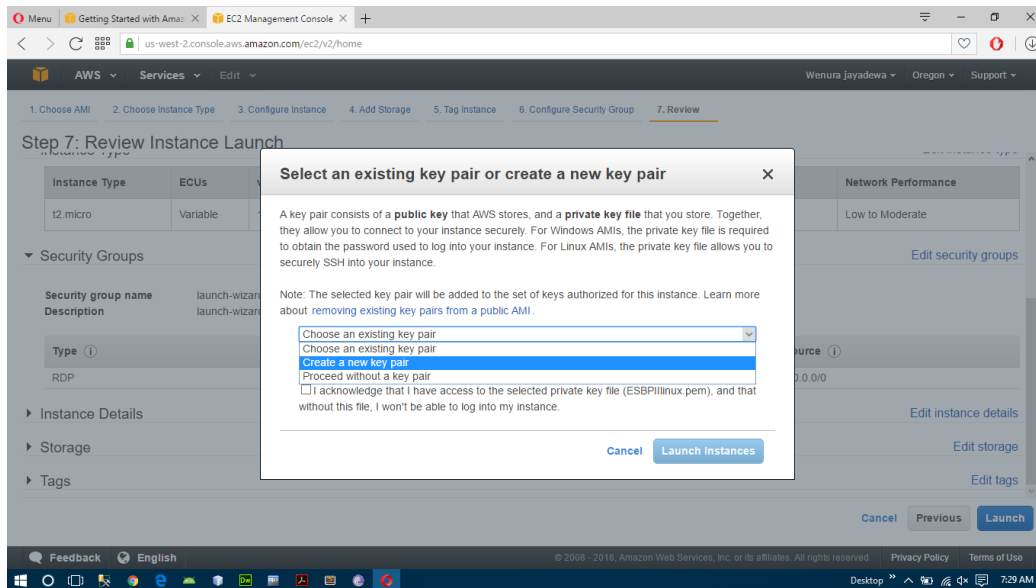 Menu
Getting Started with Amaz
EC2 Management Console
us-west-2.console.aws.amazon.com/ec2/v2/home
AWS Services Edit Wenura jayadewa Oregon Support
1. Choose AMI 2. Choose Instance Type 3. Configure Instance 4. Add Storage 5. Tag Instance 6. Configure Security Group 7. Review
Step 7: Review Instance Launch
Instance Type ECUs Network Performance
t2.micro Variable Low to Moderate
Security Groups Edit security groups
Security group name launch-wizar
Description launch-wizar
Type
RDP 0.0.0/0
Instance Details Edit instance details
Storage Edit storage
Tags Edit tags
Select an existing key pair or create a new key pair
A key pair consists of a public key that AWS stores, and a private key file that you store. Together,
they allow you to connect to your instance securely. For Windows AMIs, the private key file is required
to obtain the password used to log into your instance. For Linux AMIs, the private key file allows you to
securely SSH into your instance.
Note: The selected key pair will be added to the set of keys authorized for this instance. Learn more
about removing existing key pairs from a public AMI.
Choose an existing key pair
Choose an existing key pair
Create a new key pair
Proceed without a key pair
I acknowledge that I have access to the selected private key file (ESBPIIlinux.pem), and that
without this file, I won't be able to log into my instance.
Cancel Launch Instances
Cancel Previous Launch
Feedback English © 2008 - 2016, Amazon Web Services, Inc. or its affiliates. All rights reserved. Privacy Policy Terms of Use
Desktop 7:29 AM